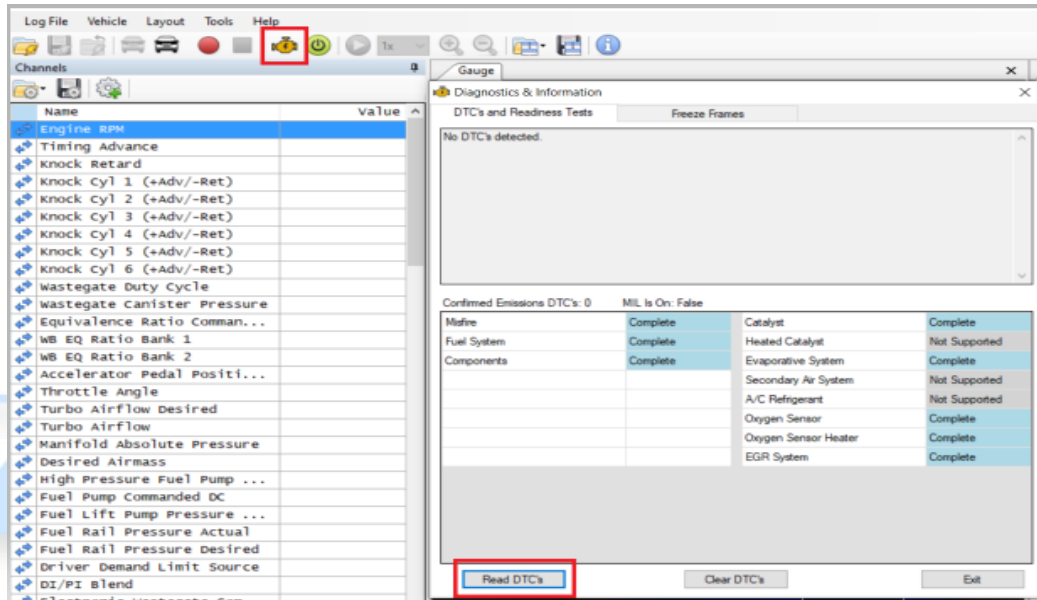 Log File Vehicle Layout Tools Help
1x
Channels
Gauge
Diagnostics & Information
Name Value
DTC's and Readiness Tests Freeze Frames
Engine RPM
No DTC's detected.
Timing Advance
Knock Retard
Knock Cyl 1 (+Adv/-Ret)
Knock Cyl 2 (+Adv/-Ret)
Knock Cyl 3 (+Adv/-Ret)
Knock Cyl 4 (+Adv/-Ret)
Knock Cyl 5 (+Adv/-Ret)
Knock Cyl 6 (+Adv/-Ret)
Wastegate Duty Cycle
Wastegate Canister Pressure
Equivalence Ratio Comman...
WB EQ Ratio Bank 1
WB EQ Ratio Bank 2
Accelerator Pedal Positi...
Throttle Angle
Turbo Airflow Desired
Turbo Airflow
Manifold Absolute Pressure
Desired Airmass
High Pressure Fuel Pump ...
Fuel Pump Commanded DC
Fuel Lift Pump Pressure ...
Fuel Rail Pressure Actual
Fuel Rail Pressure Desired
Driver Demand Limit Source
DI/PI Blend
Confirmed Emissions DTC's: 0 MIL Is On: False
Misfire Complete Catalyst Complete
Fuel System Complete Heated Catalyst Not Supported
Components Complete Evaporative System Complete
Secondary Air System Not Supported
A/C Refrigerant Not Supported
Oxygen Sensor Complete
Oxygen Sensor Heater Complete
EGR System Complete
Read DTC's Clear DTC's Exit